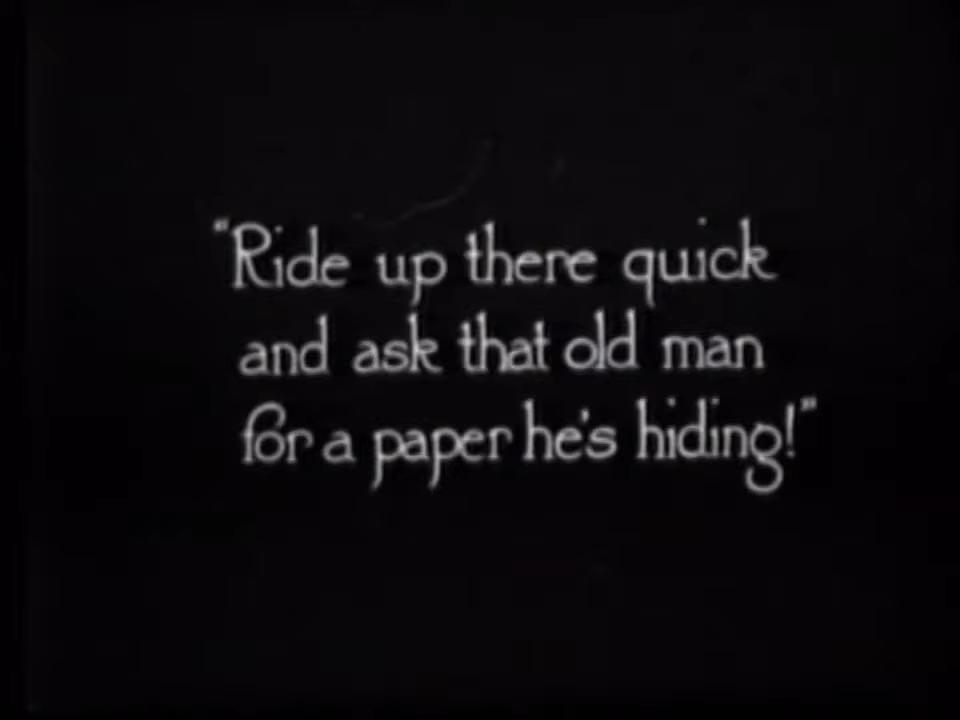 "Ride up there quick
and ask that old man
for a paper he's hiding!"